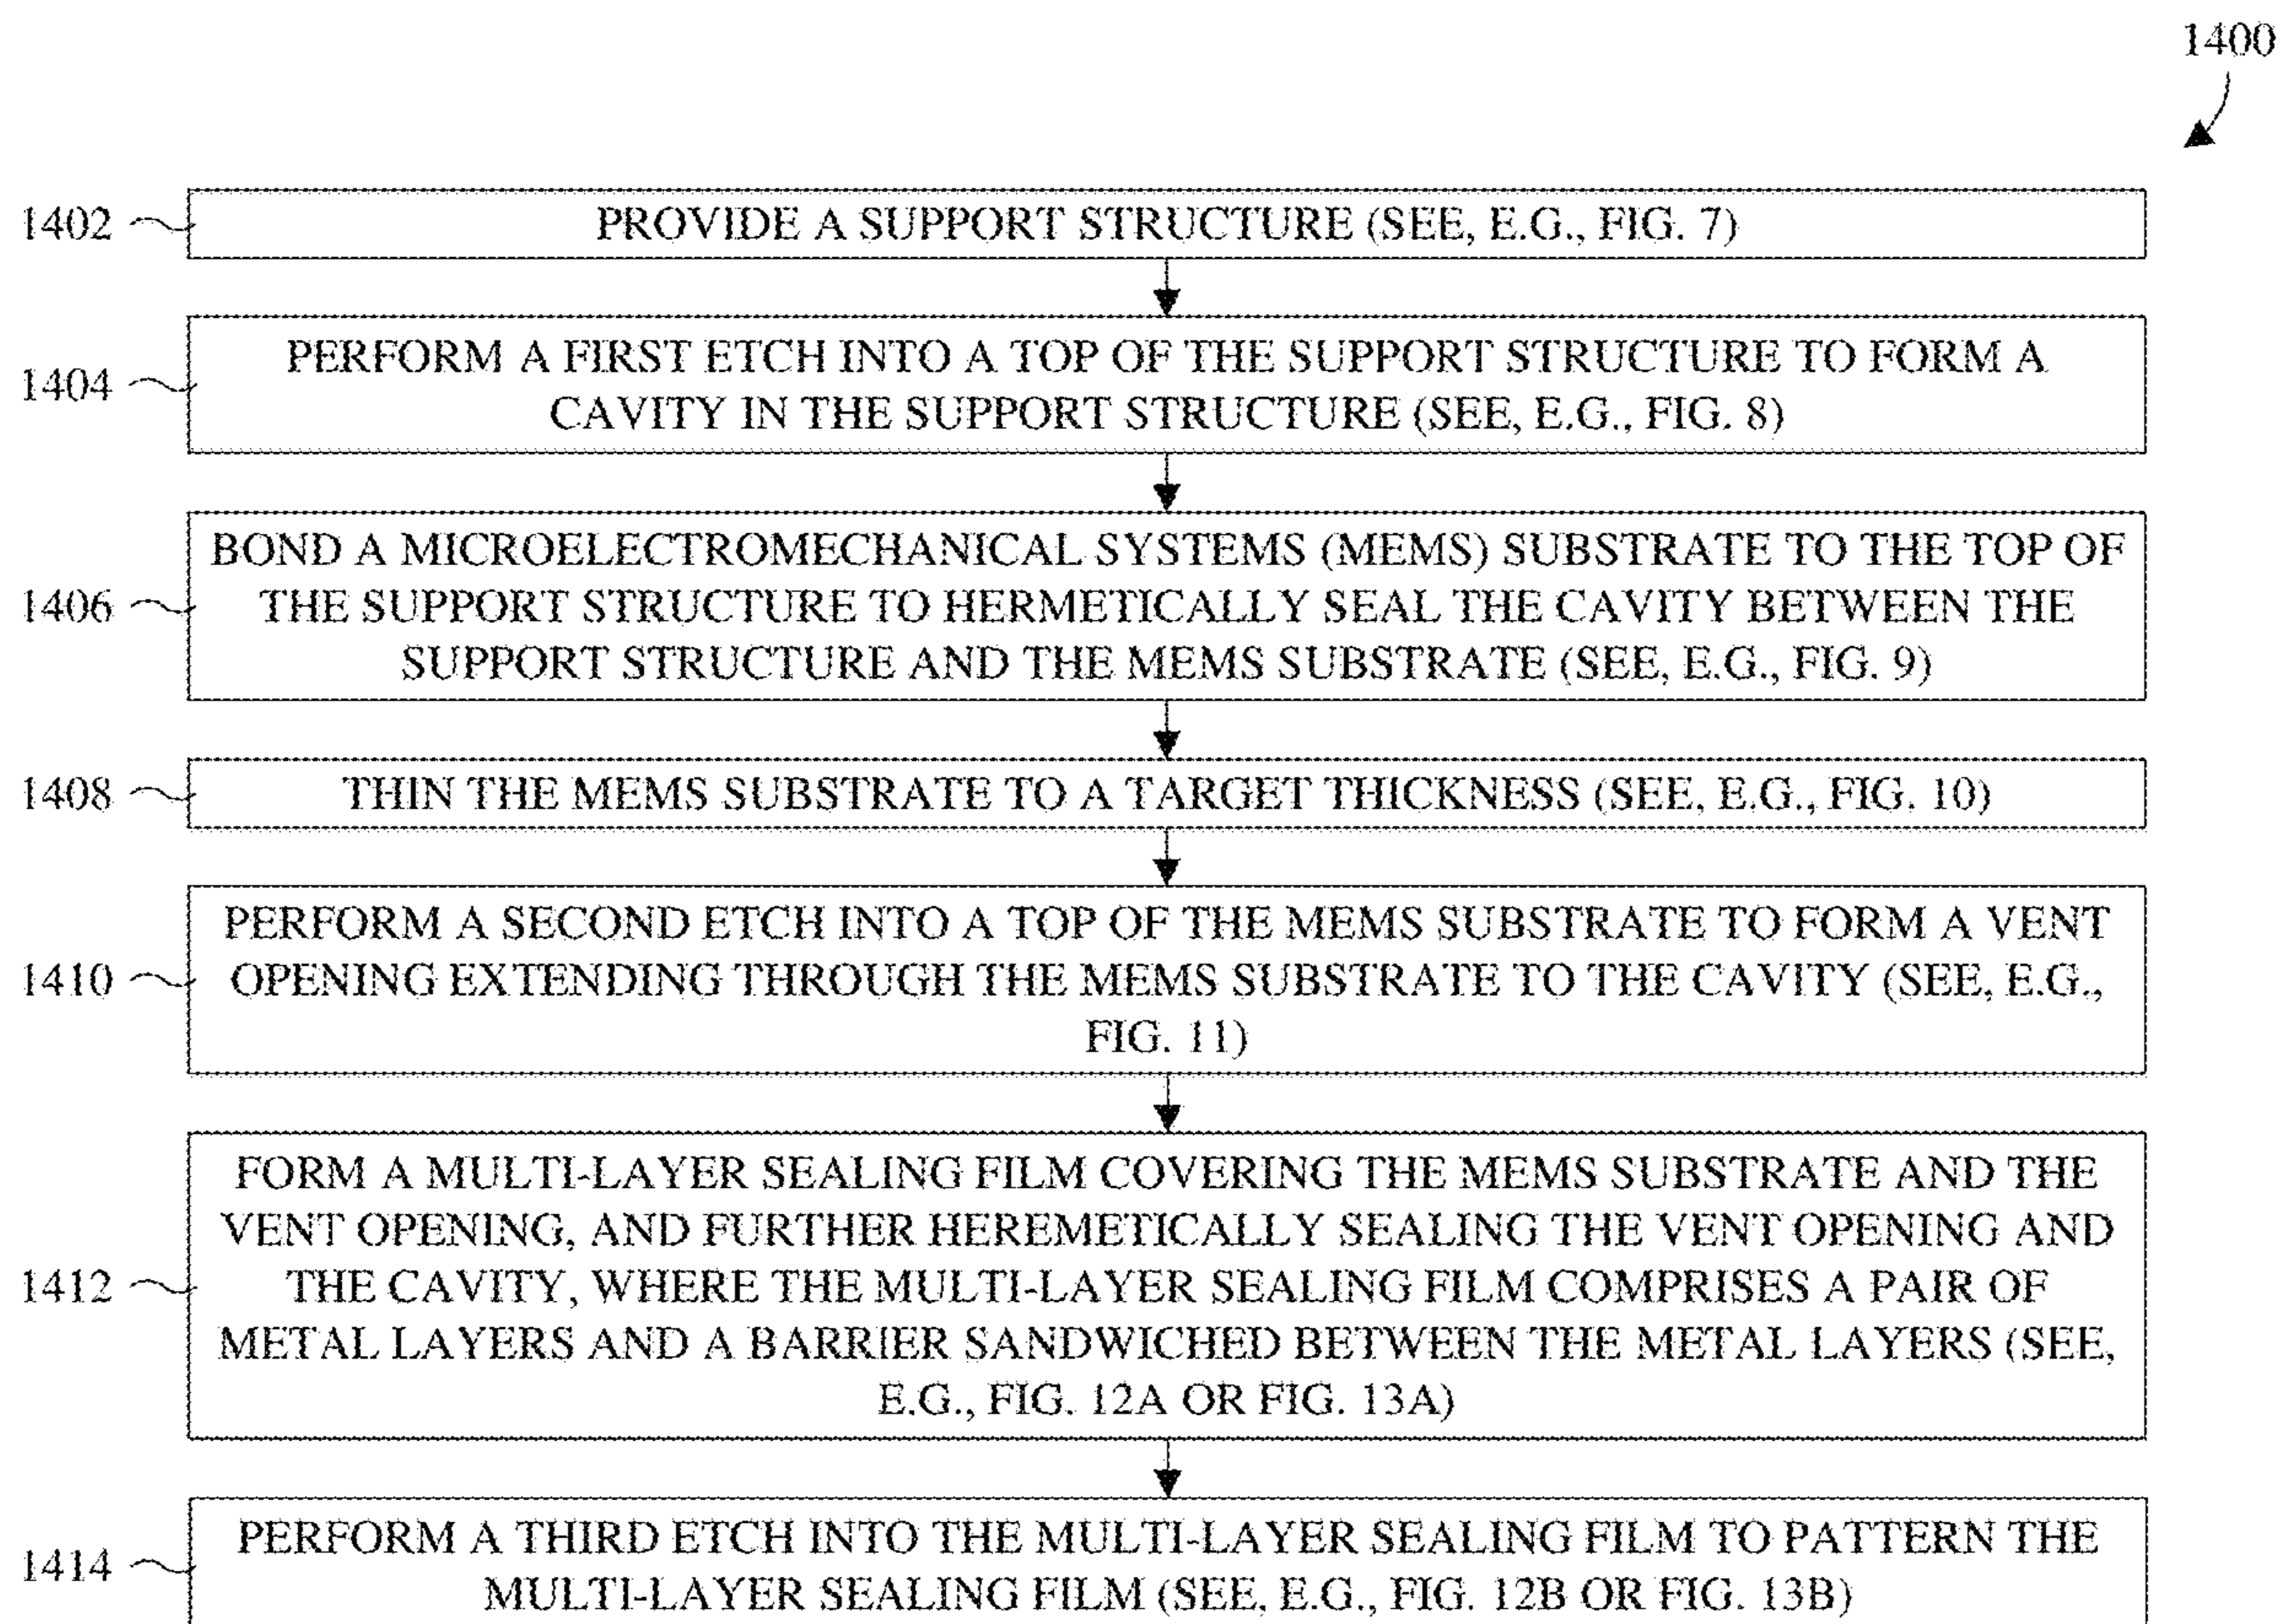 1400
1402
PROVIDE A SUPPORT STRUCTURE (SEE, E.G., FIG. 7)
1404
PERFORM A FIRST ETCH INTO A TOP OF THE SUPPORT STRUCTURE TO FORM A
CAVITY IN THE SUPPORT STRUCTURE (SEE, E.G., FIG. 8)
1406
BOND A MICROELECTROMECHANICAL SYSTEMS (MEMS) SUBSTRATE TO THE TOP OF
THE SUPPORT STRUCTURE TO HERMETICALLY SEAL THE CAVITY BETWEEN THE
SUPPORT STRUCTURE AND THE MEMS SUBSTRATE (SEE, E.G., FIG. 9)
1408
THIN THE MEMS SUBSTRATE TO A TARGET THICKNESS (SEE, E.G., FIG. 10)
1410
PERFORM A SECOND ETCH INTO A TOP OF THE MEMS SUBSTRATE TO FORM A VENT
OPENING EXTENDING THROUGH THE MEMS SUBSTRATE TO THE CAVITY (SEE, E.G.,
FIG. 11)
1412
FORM A MULTI-LAYER SEALING FILM COVERING THE MEMS SUBSTRATE AND THE
VENT OPENING, AND FURTHER HEREMETICALLY SEALING THE VENT OPENING AND
THE CAVITY, WHERE THE MULTI-LAYER SEALING FILM COMPRISES A PAIR OF
METAL LAYERS AND A BARRIER SANDWICHED BETWEEN THE METAL LAYERS (SEE,
E.G., FIG. 12A OR FIG. 13A)
1414
PERFORM A THIRD ETCH INTO THE MULTI-LAYER SEALING FILM TO PATTERN THE
MULTI-LAYER SEALING FILM (SEE, E.G., FIG. 12B OR FIG. 13B)